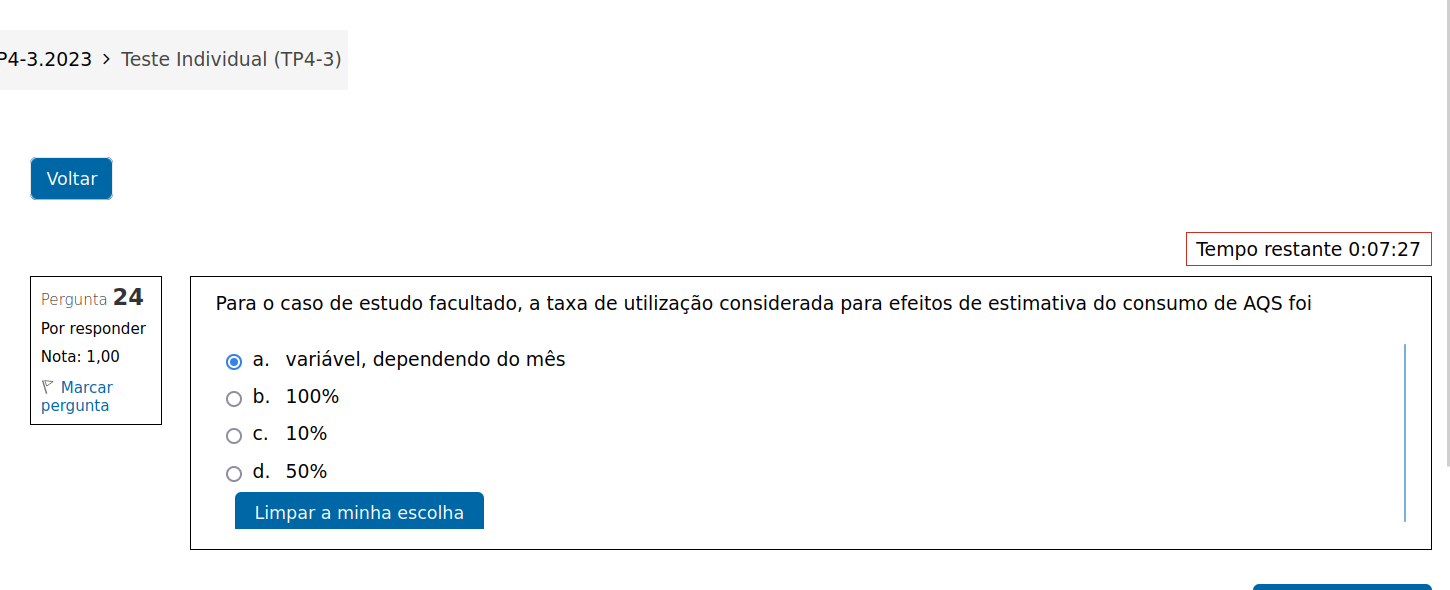 P4-3.2023 > Teste Individual (TP4-3)
Voltar
Tempo restante 0:07:27
Pergunta 24
Por responder
Nota: 1,00
Marcar
pergunta
Para o caso de estudo facultado, a taxa de utilização considerada para efeitos de estimativa do consumo de AQS foi
a. variável, dependendo do mês
b. 100%
c. 10%
d. 50%
Limpar a minha escolha